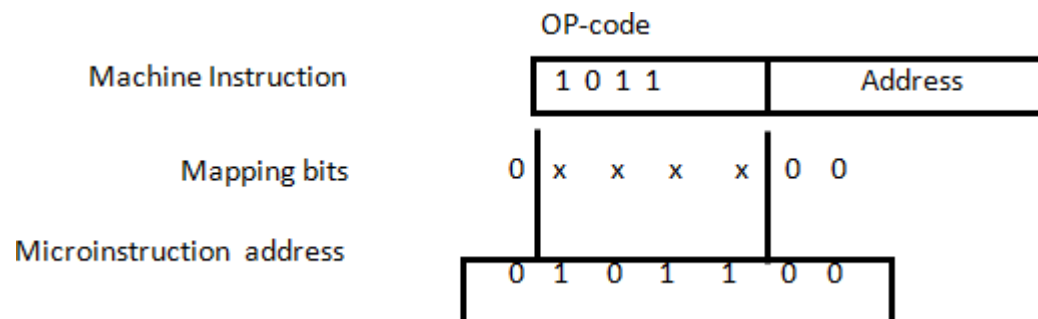 OP-code
Machine Instruction 1 0 1 1 Address
Mapping bits 0 x x x x 0 0
Microinstruction address 0 1 0 1 1 0 0